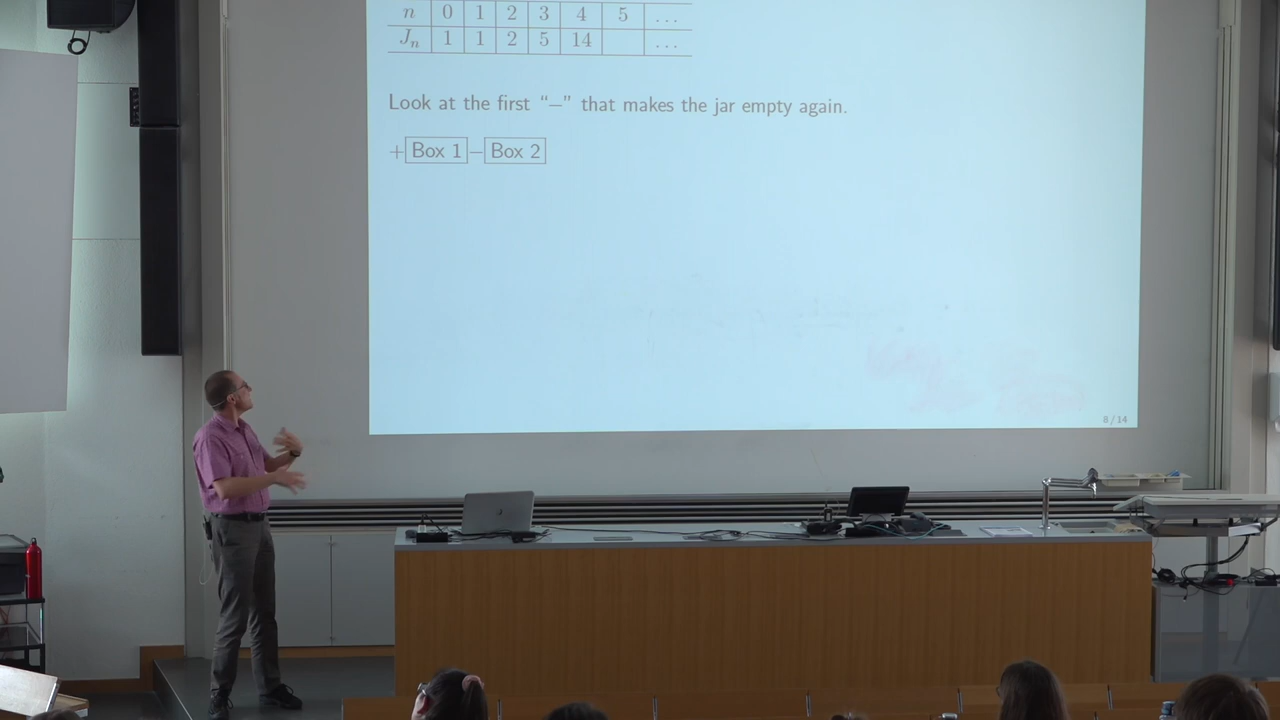 n 0 1 2 3 4 5 ...
Jn 1 1 2 5 14 ...
Look at the first “−” that makes the jar empty again.
+Box 1−Box 2
8/14